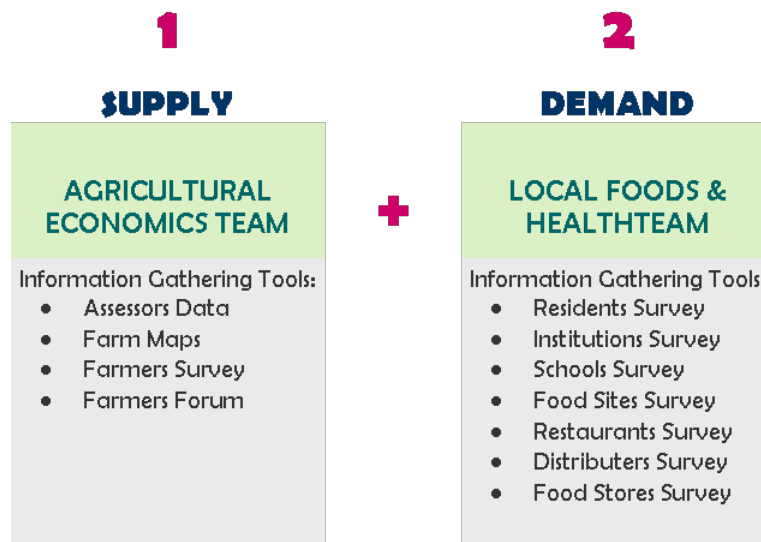 1
SUPPLY
AGRICULTURAL
ECONOMICS TEAM
Information Gathering Tools:
• Assessors Data
• Farm Maps
• Farmers Survey
• Farmers Forum
+
2
DEMAND
LOCAL FOODS &
HEALTHTEAM
Information Gathering Tools
• Residents Survey
• Institutions Survey
• Schools Survey
• Food Sites Survey
• Restaurants Survey
• Distributers Survey
• Food Stores Survey